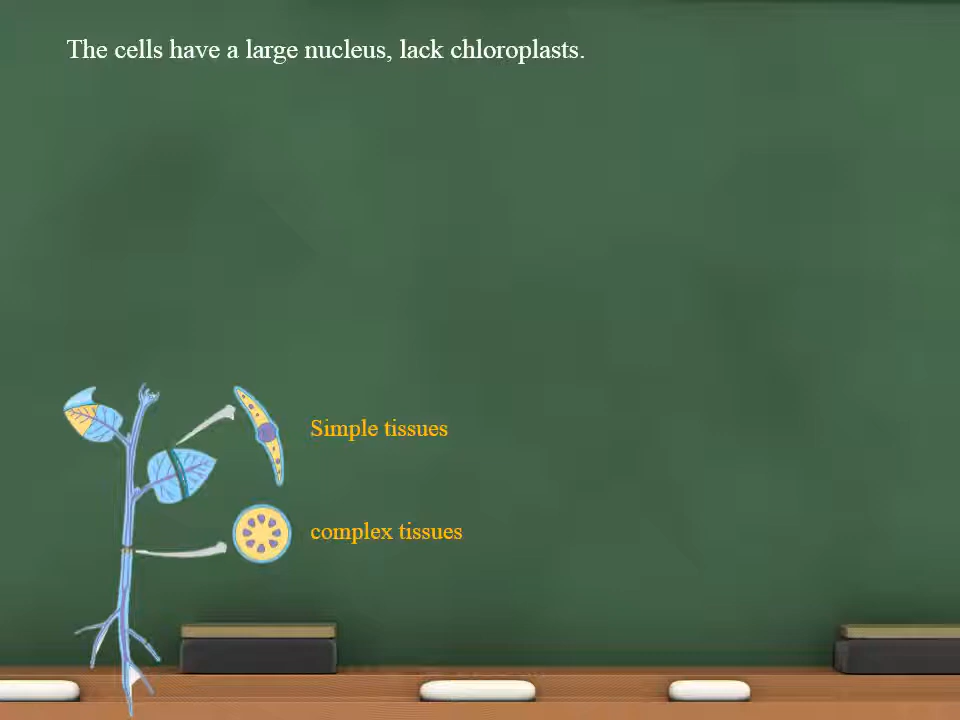 The cells have a large nucleus, lack chloroplasts.
Simple tissues
complex tissues